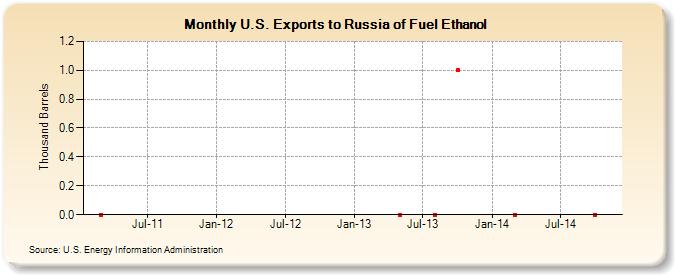 Monthly U.S. Exports to Russia of Fuel Ethanol
Thousand Barrels
1.2
1.0
0.8
0.6
0.4
0.2
0.0
Jul-11 Jan-12 Jul-12 Jan-13 Jul-13 Jan-14 Jul-14
Source: U.S. Energy Information Administration